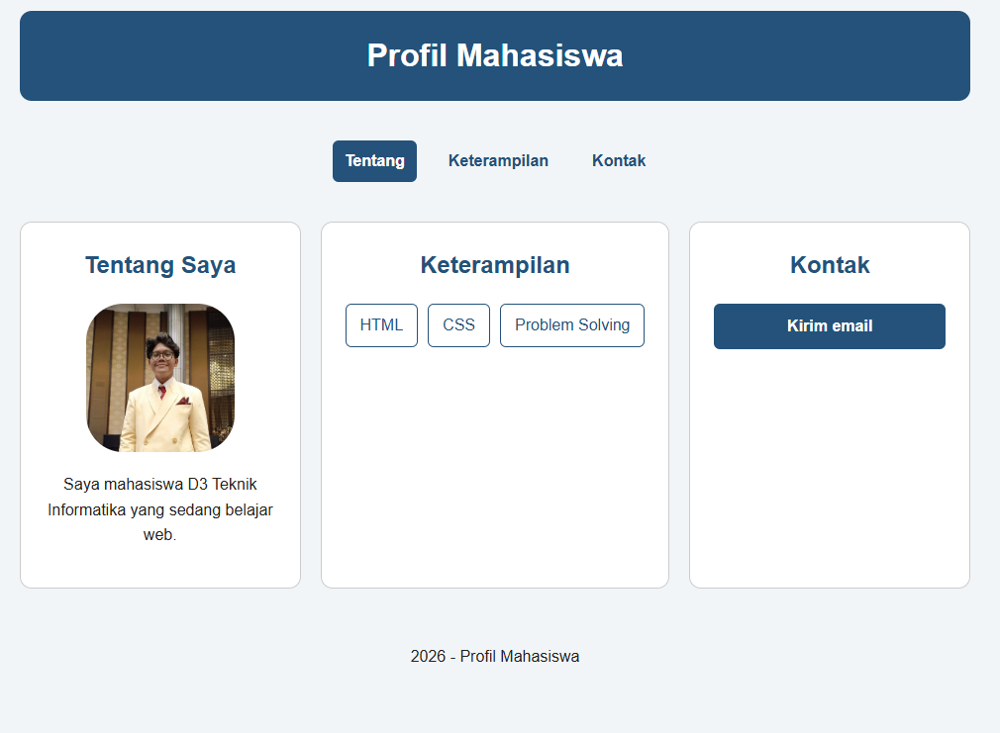 Profil Mahasiswa
Tentang
Keterampilan
Kontak
Tentang Saya
Saya mahasiswa D3 Teknik
Informatika yang sedang belajar
web.
Keterampilan
HTML
CSS
Problem Solving
Kontak
Kirim email
2026 - Profil Mahasiswa